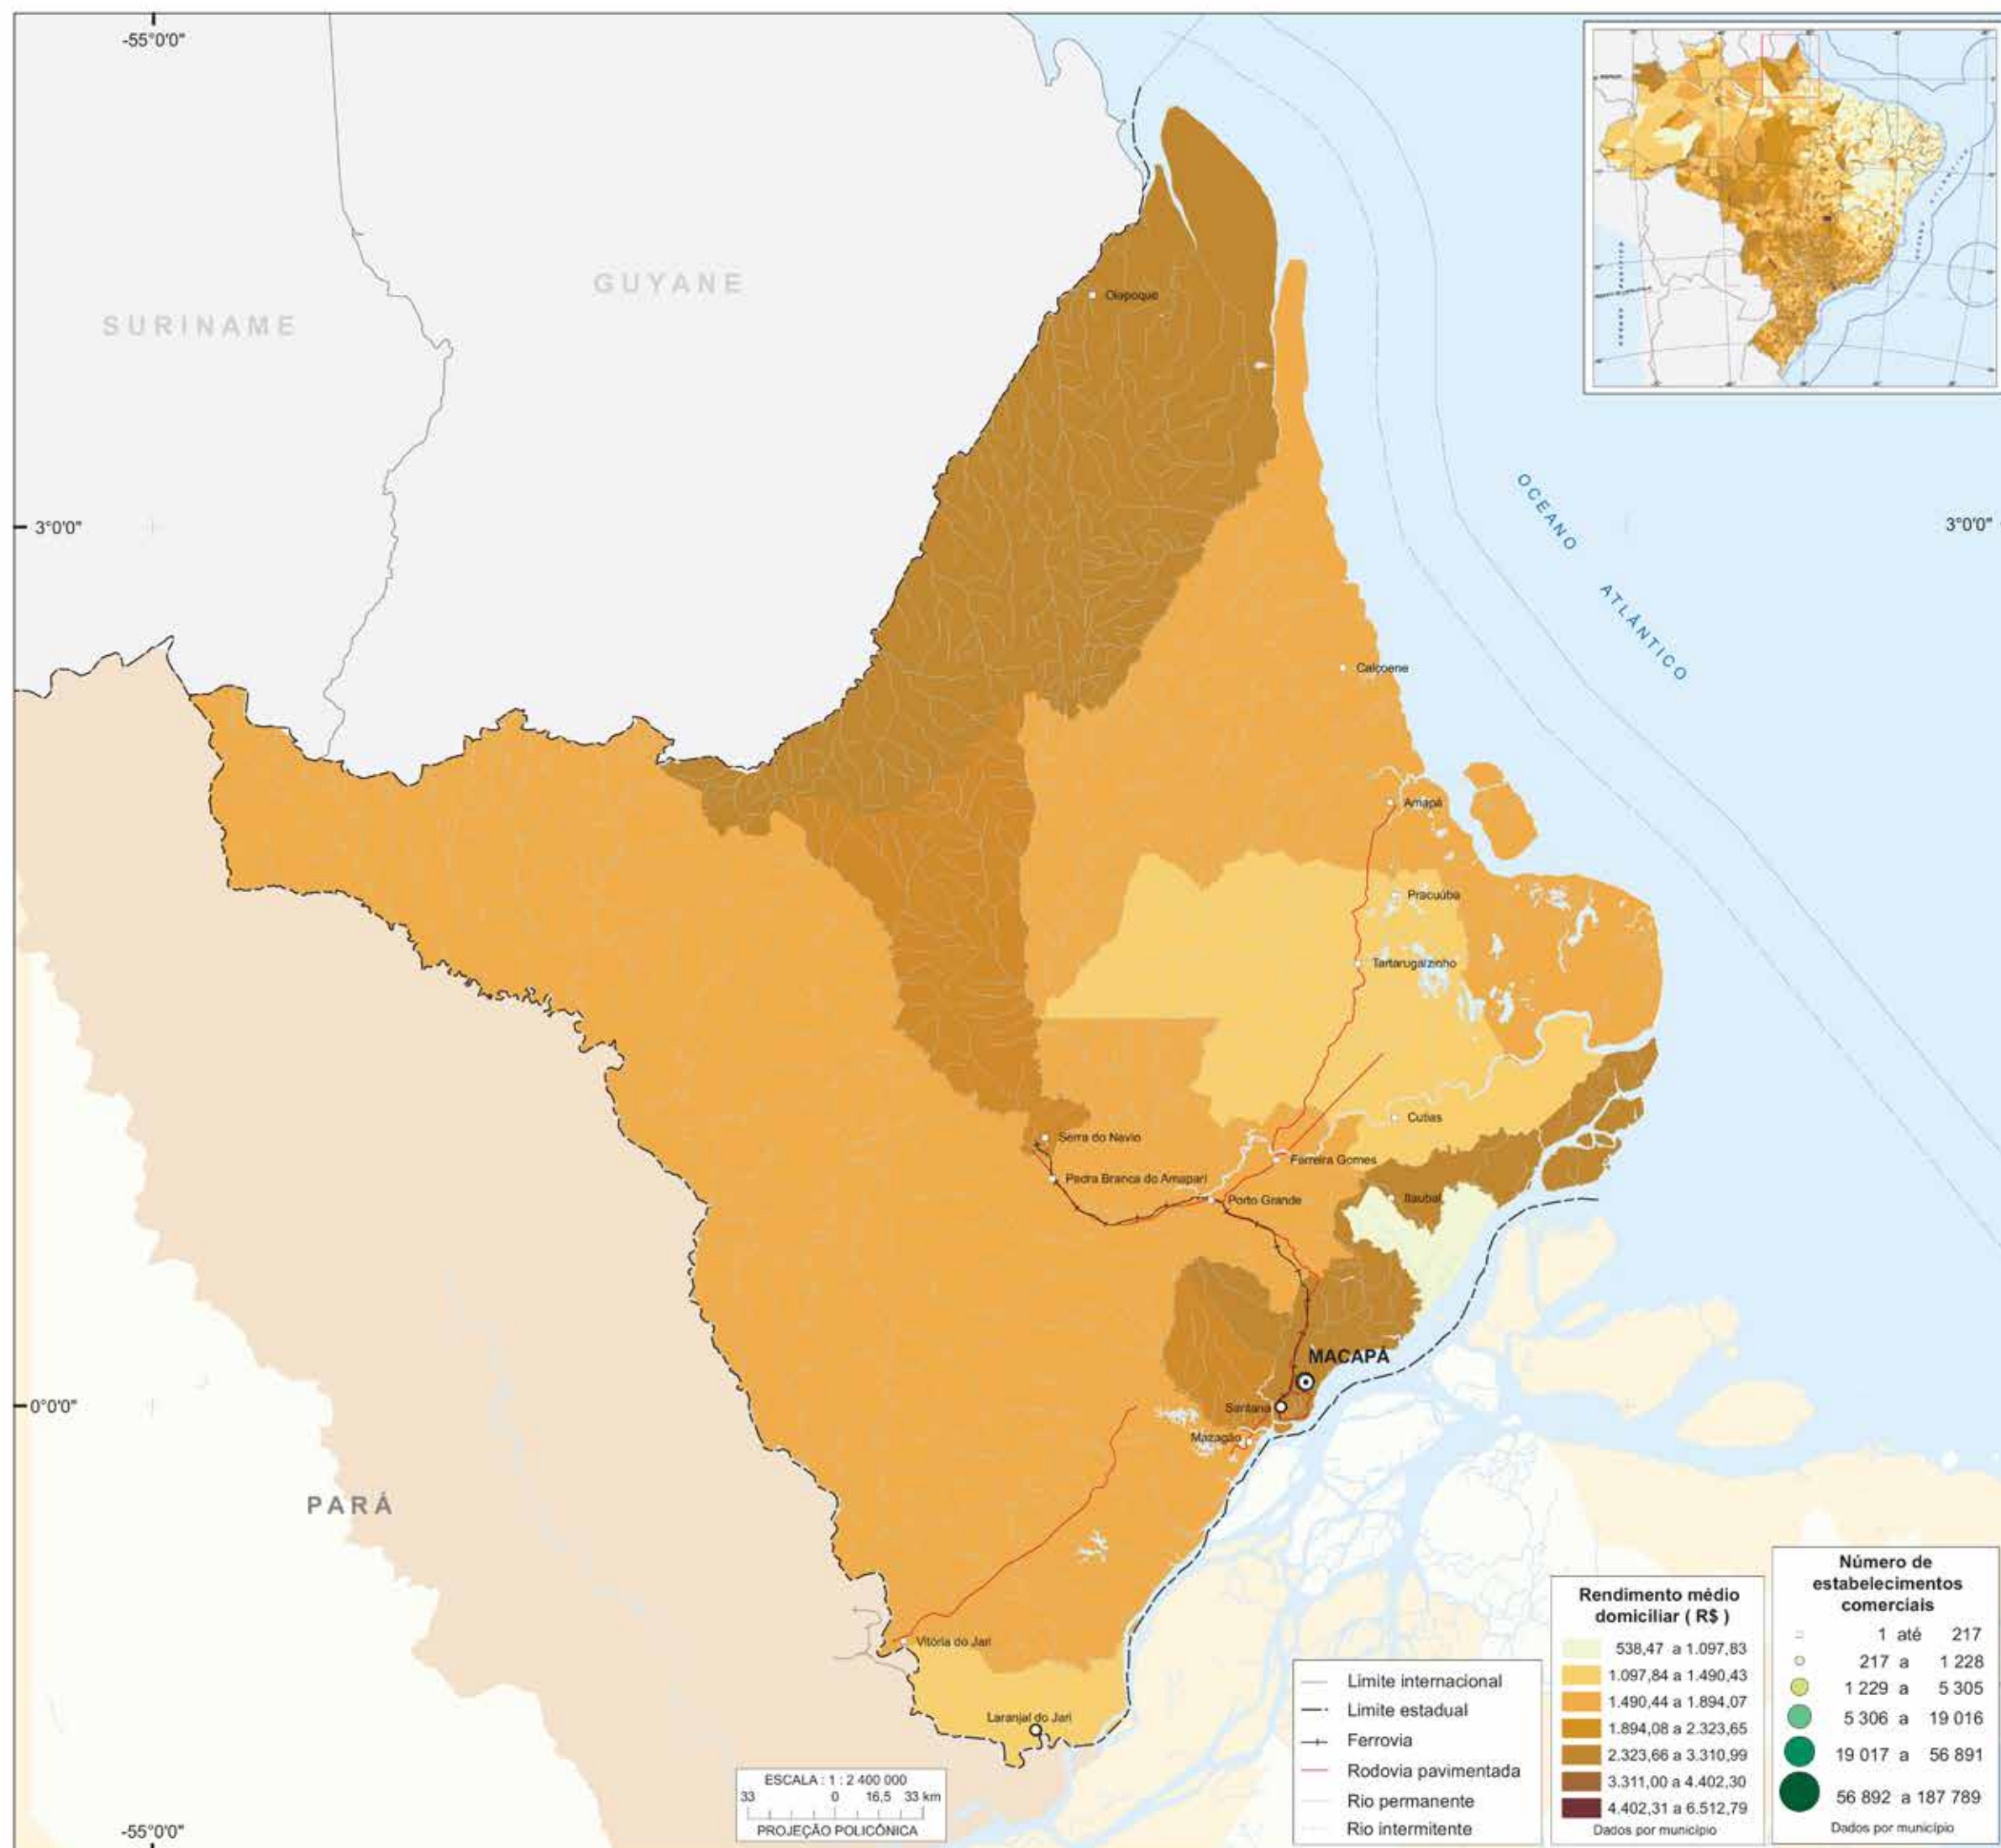 -55°0'0"
SURINAME
GUYANE
Oiapoque
3°0'0"
3°0'0"
OCEANO
ATLÂNTICO
Calçoene
Amapá
Pracuúba
Tartarugalzinho
Cutias
Serra do Navio
Ferreira Gomes
Pedra Branca do Amapari
Porto Grande
Itaubal
MACAPÁ
0°0'0"
Santana
Mazagão
PARÁ
Vitória do Jari
Laranjal do Jari
-55°0'0"
ESCALA : 1 : 2 400 000
33 0 16,5 33 km
PROJEÇÃO POLICÔNICA
Limite internacional
Limite estadual
Ferrovia
Rodovia pavimentada
Rio permanente
Rio intermitente
Rendimento médio
domiciliar ( R$ )
538,47 a 1.097,83
1.097,84 a 1.490,43
1.490,44 a 1.894,07
1.894,08 a 2.323,65
2.323,66 a 3.310,99
3.311,00 a 4.402,30
4.402,31 a 6.512,79
Dados por município
Número de
estabelecimentos
comerciais
1 até 217
217 a 1 228
1 229 a 5 305
5 306 a 19 016
19 017 a 56 891
56 892 a 187 789
Dados por município